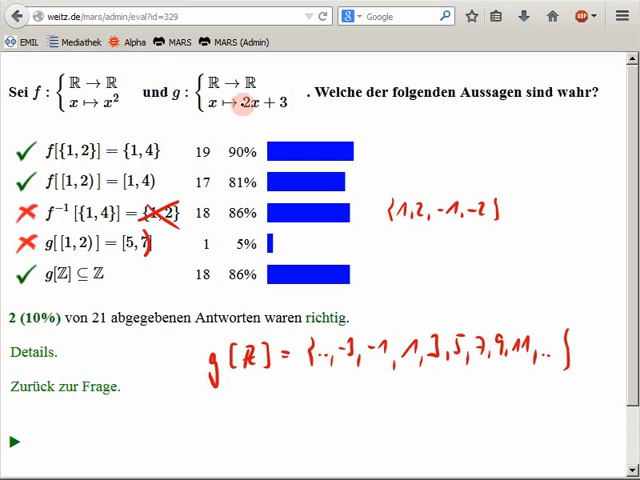 weitz.de/mars/admin/eval?id=329
Google
EMIL Mediathek Alpha MARS MARS (Admin)
Sei f : { ℝ → ℝ x ↦ x² und g : { ℝ → ℝ x ↦ 2x + 3 . Welche der folgenden Aussagen sind wahr?
f[{1, 2}] = {1, 4} 19 90%
f[ [1, 2) ] = [1, 4) 17 81%
f⁻¹ [{1, 4}] = {1, 2} 18 86% {1, 2, -1, -2}
g[ [1, 2) ] = [5, 7] ) 1 5%
g[ℤ] ⊆ ℤ 18 86%
2 (10%) von 21 abgegebenen Antworten waren richtig.
Details.
g[ℤ] = {.., -3, -1, 1, 3, 5, 7, 9, 11, ..}
Zurück zur Frage.